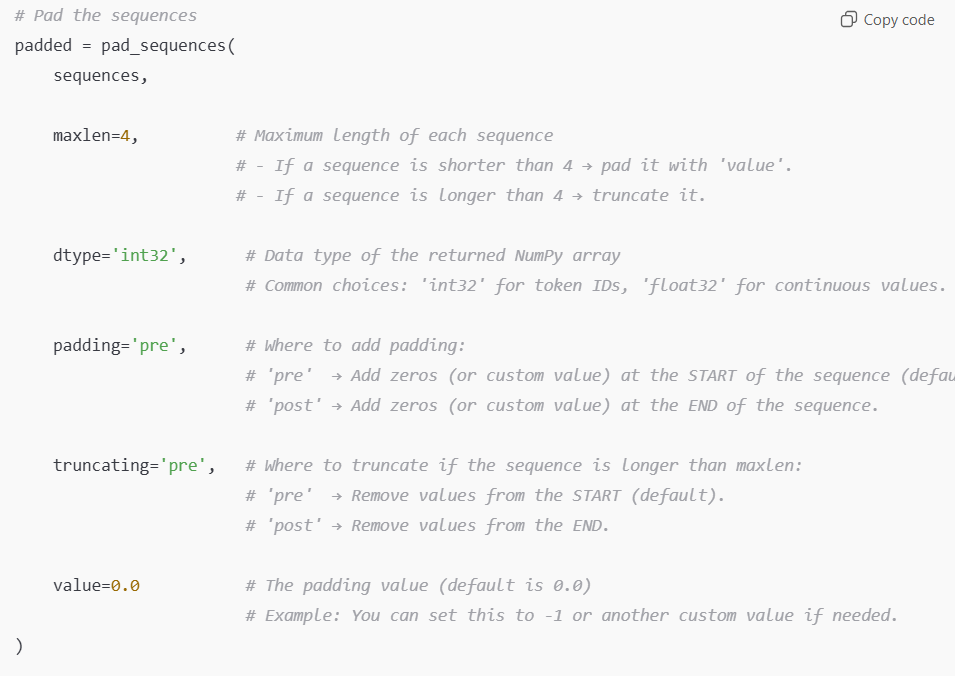 # Pad the sequences
Copy code
padded = pad_sequences(
    sequences,
    maxlen=4,          # Maximum length of each sequence
                       # - If a sequence is shorter than 4 → pad it with 'value'.
                       # - If a sequence is longer than 4 → truncate it.
    dtype='int32',      # Data type of the returned NumPy array
                        # Common choices: 'int32' for token IDs, 'float32' for continuous values.
    padding='pre',      # Where to add padding:
                        # 'pre'  → Add zeros (or custom value) at the START of the sequence (defau
                        # 'post' → Add zeros (or custom value) at the END of the sequence.
    truncating='pre',   # Where to truncate if the sequence is longer than maxlen:
                        # 'pre'  → Remove values from the START (default).
                        # 'post' → Remove values from the END.
    value=0.0           # The padding value (default is 0.0)
                        # Example: You can set this to -1 or another custom value if needed.
)